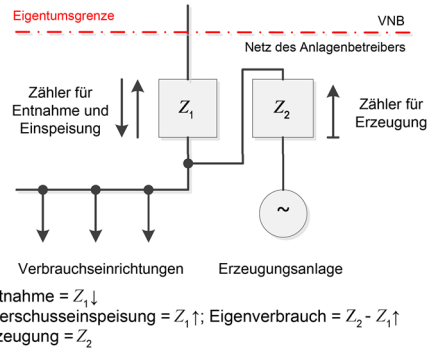 Eigentumsgrenze
VNB
Netz des Anlagenbetreibers
Zähler für
Entnahme und
Einspeisung
Z1
Z2
Zähler für
Erzeugung
~
Verbrauchseinrichtungen
Erzeugungsanlage
tnahme = Z1↓
erschusseinspeisung = Z1↑; Eigenverbrauch = Z2 - Z1↑
zeugung = Z2